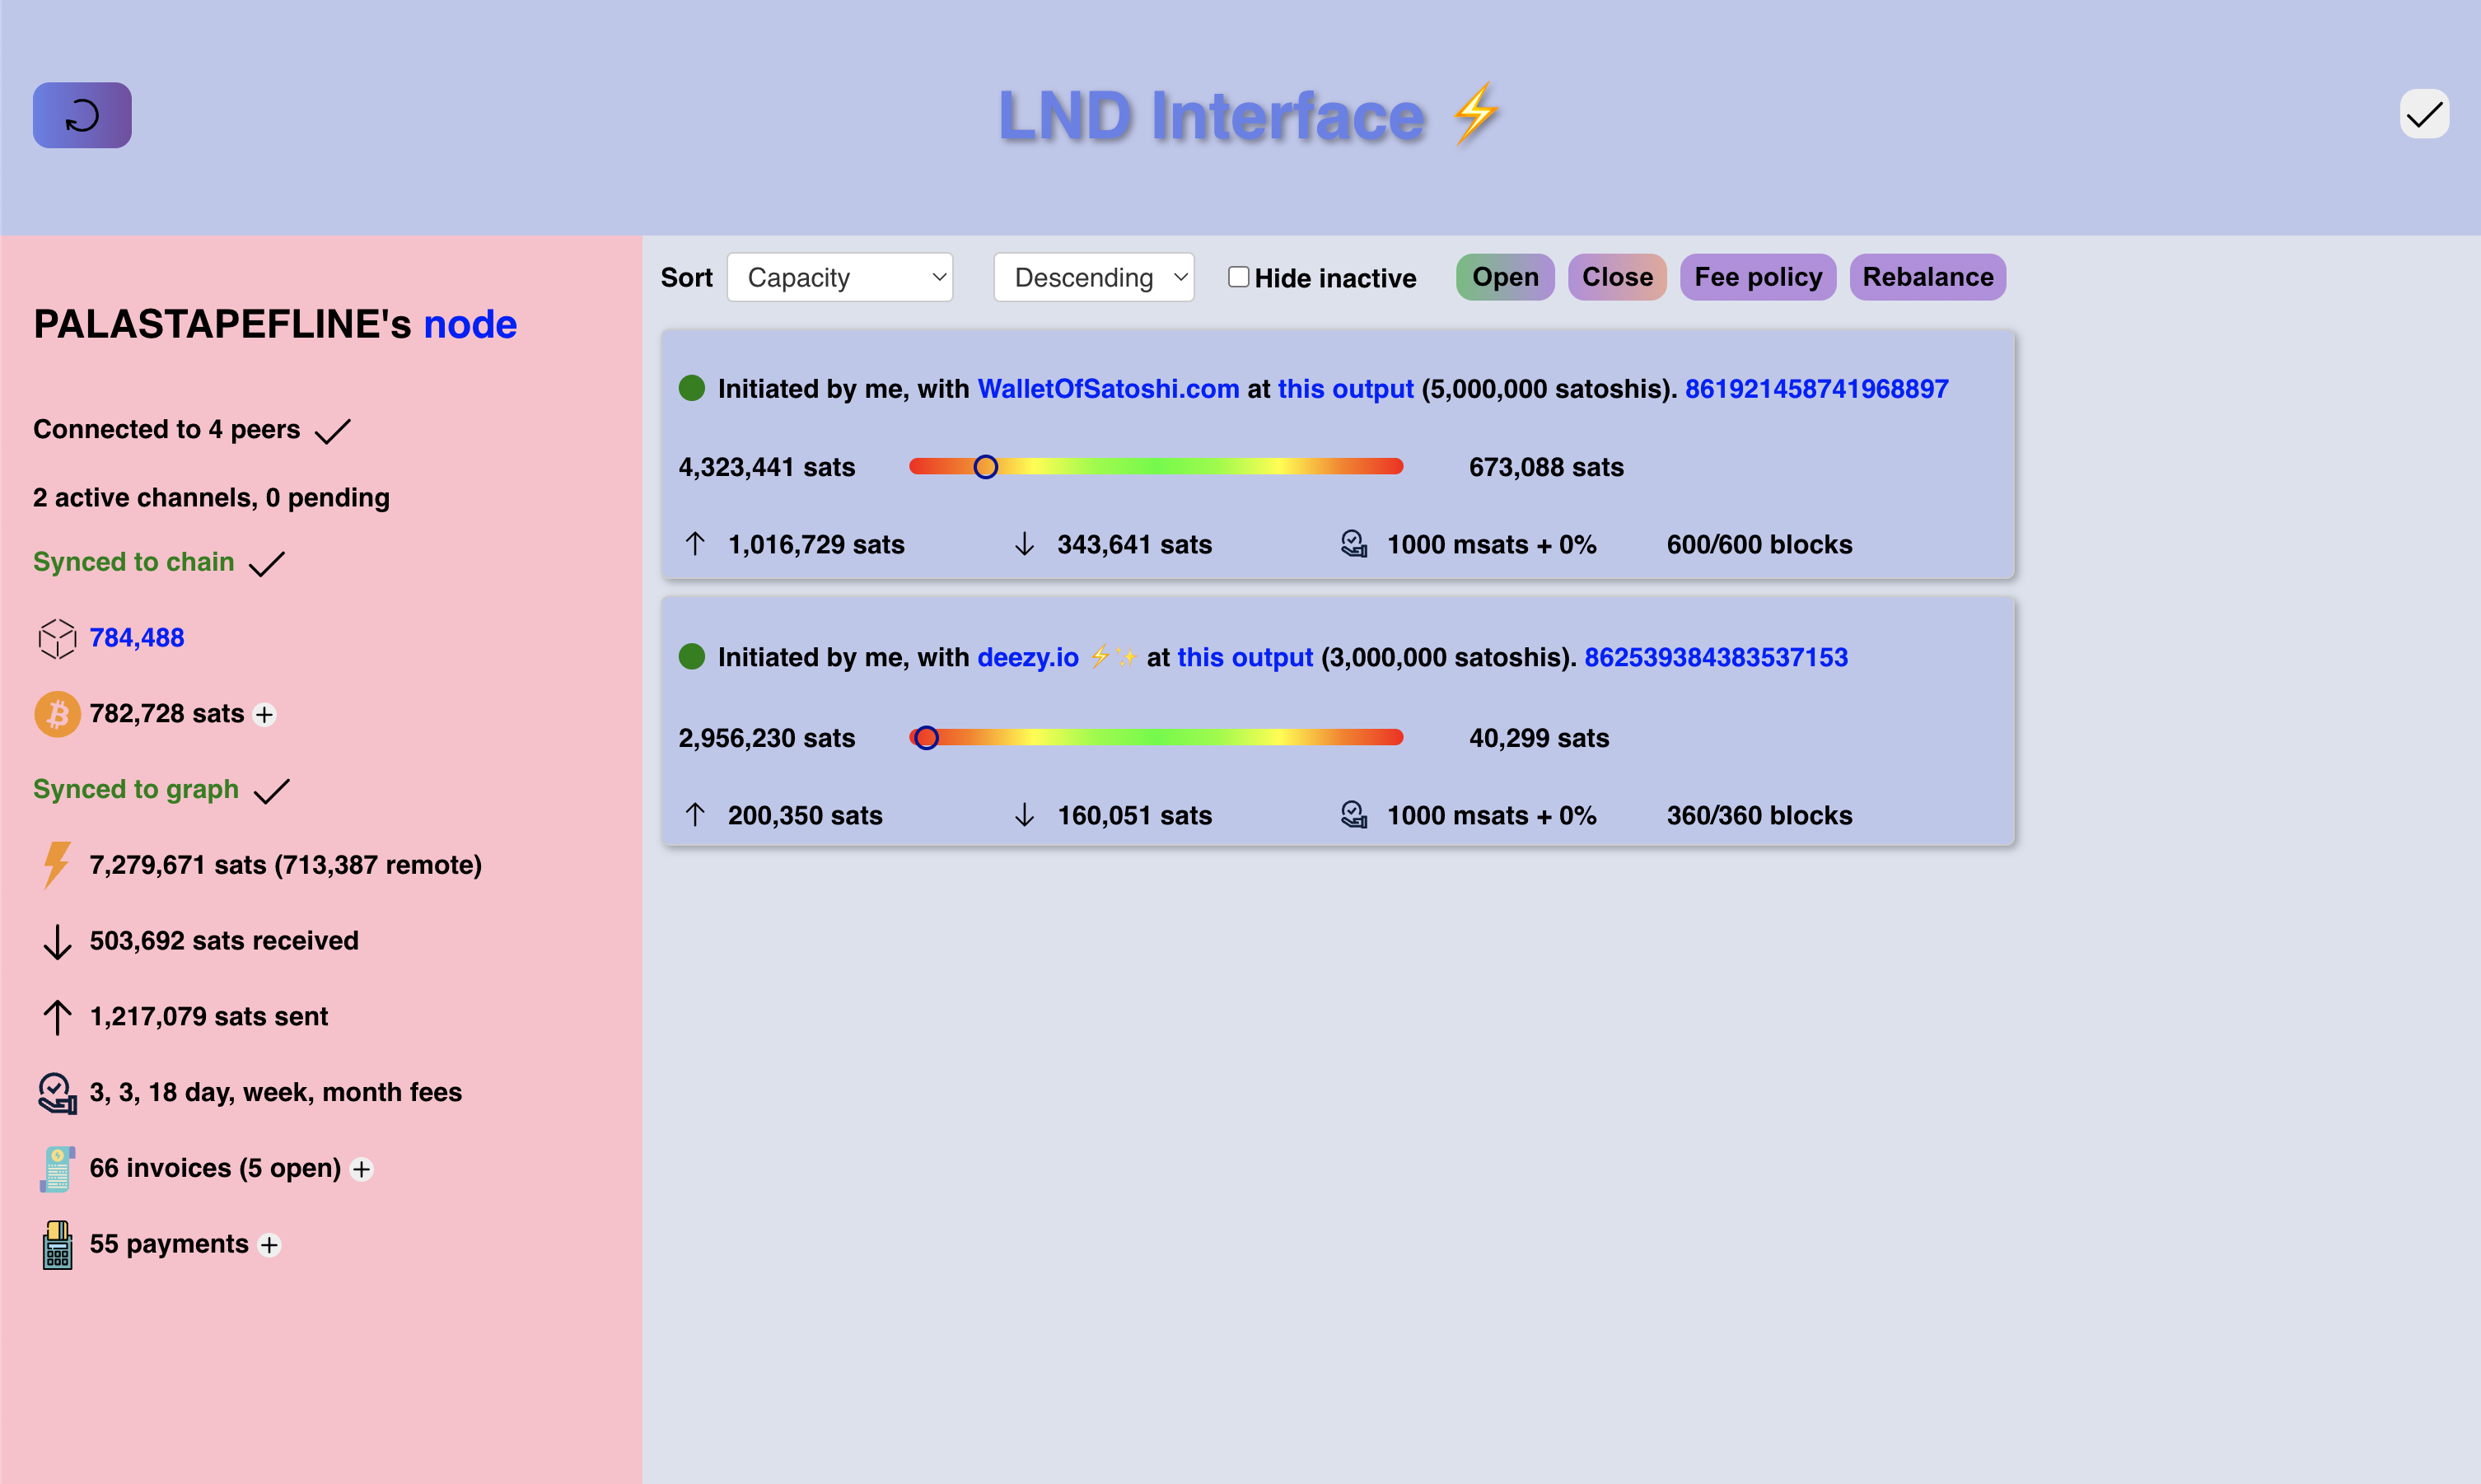 LND Interface ⚡
PALASTAPEFLINE's node
Connected to 4 peers
2 active channels, 0 pending
Synced to chain
784,488
782,728 sats
Synced to graph
7,279,671 sats (713,387 remote)
503,692 sats received
1,217,079 sats sent
3, 3, 18 day, week, month fees
66 invoices (5 open)
55 payments
Sort Capacity Descending Hide inactive Open Close Fee policy Rebalance
Initiated by me, with WalletOfSatoshi.com at this output (5,000,000 satoshis). 861921458741968897
4,323,441 sats 673,088 sats
↑ 1,016,729 sats ↓ 343,641 sats 1000 msats + 0% 600/600 blocks
Initiated by me, with deezy.io ⚡✨ at this output (3,000,000 satoshis). 862539384383537153
2,956,230 sats 40,299 sats
↑ 200,350 sats ↓ 160,051 sats 1000 msats + 0% 360/360 blocks